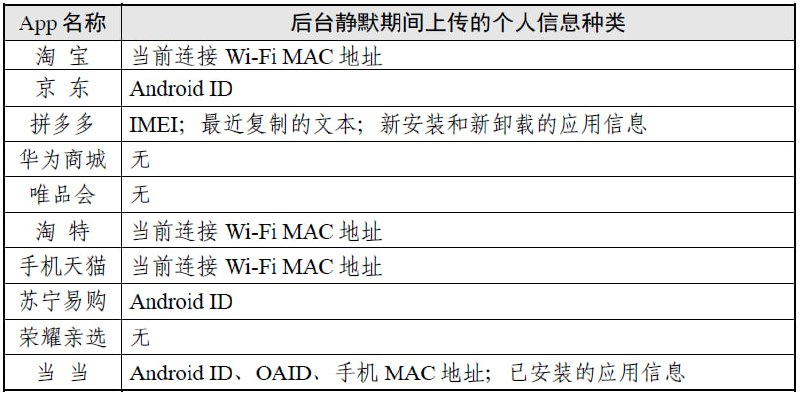 App 名称 后台静默期间上传的个人信息种类
淘 宝 当前连接 Wi-Fi MAC 地址
京 东 Android ID
拼多多 IMEI；最近复制的文本；新安装和新卸载的应用信息
华为商城 无
唯品会 无
淘 特 当前连接 Wi-Fi MAC 地址
手机天猫 当前连接 Wi-Fi MAC 地址
苏宁易购 Android ID
荣耀亲选 无
当 当 Android ID、OAID、手机 MAC 地址；已安装的应用信息